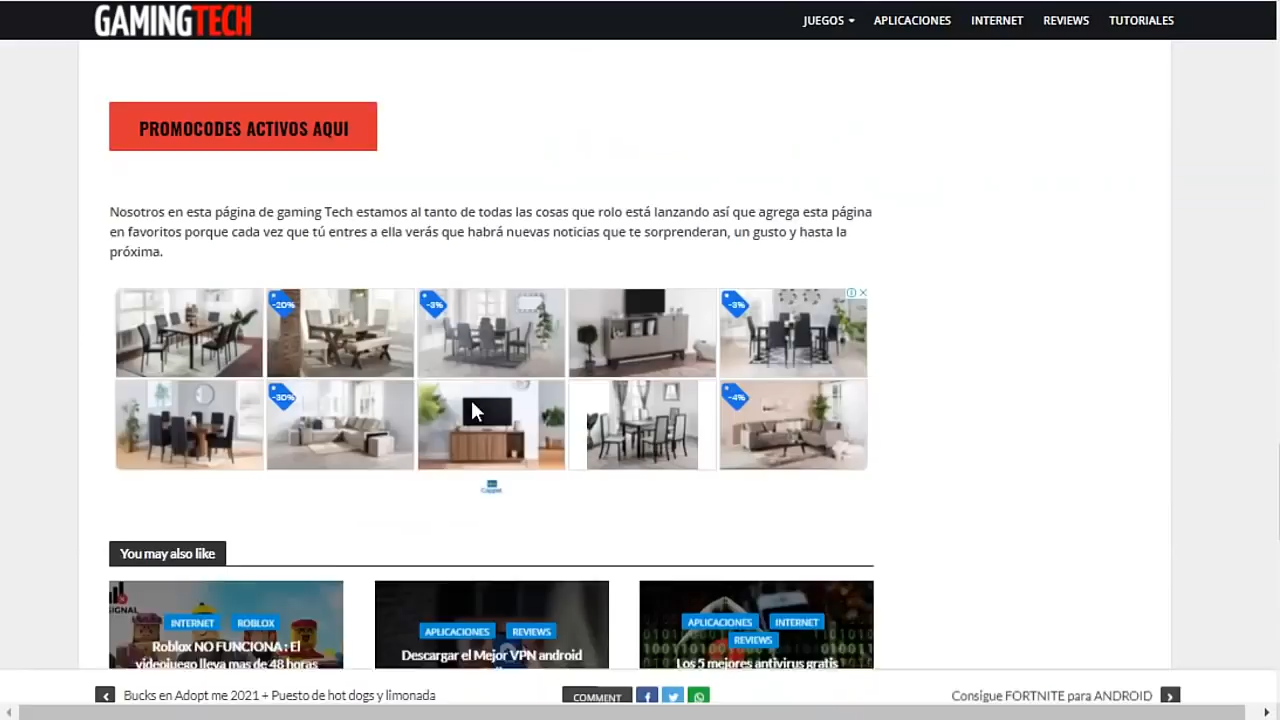 GAMINGTECH
JUEGOS APLICACIONES INTERNET REVIEWS TUTORIALES
PROMOCODES ACTIVOS AQUI
Nosotros en esta página de gaming Tech estamos al tanto de todas las cosas que rolo está lanzando así que agrega esta página
en favoritos porque cada vez que tú entres a ella verás que habrá nuevas noticias que te sorprenderan, un gusto y hasta la
próxima.
-20% -3% -3%
-30% -4%
You may also like
SIGNAL
INTERNET ROBLOX
Roblox NO FUNCIONA : El
videojuego lleva mas de 48 horas
APLICACIONES REVIEWS
Descargar el Mejor VPN android
APLICACIONES INTERNET
REVIEWS
Los 5 mejores antivirus gratis
Bucks en Adopt me 2021 + Puesto de hot dogs y limonada
COMMENT
Consigue FORTNITE para ANDROID